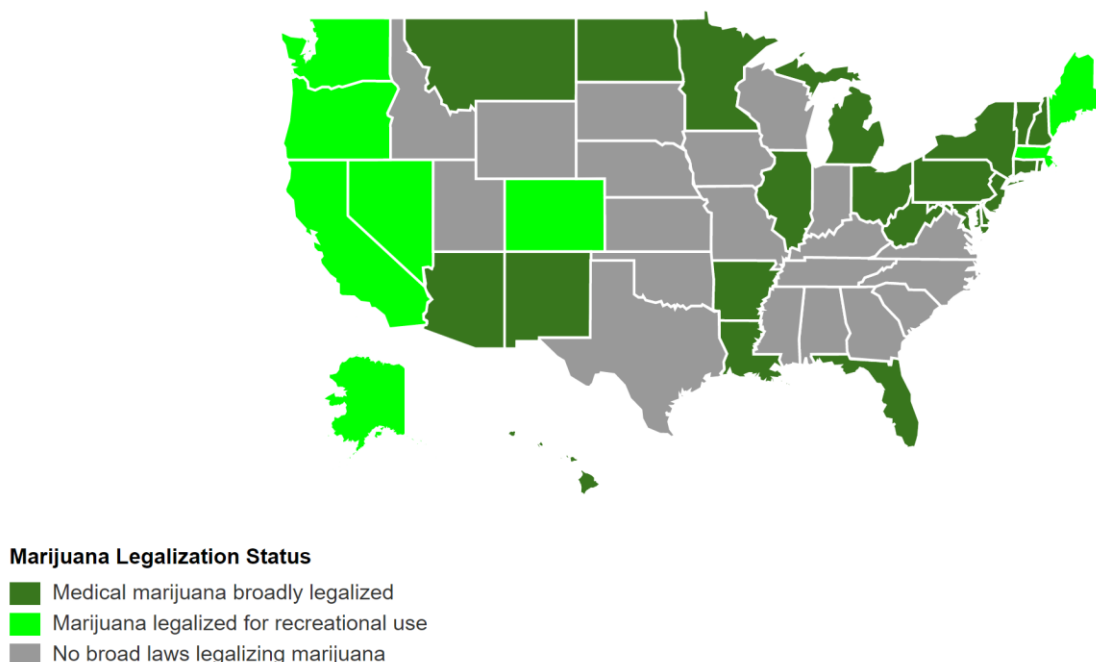 Marijuana Legalization Status
Medical marijuana broadly legalized
Marijuana legalized for recreational use
No broad laws legalizing marijuana